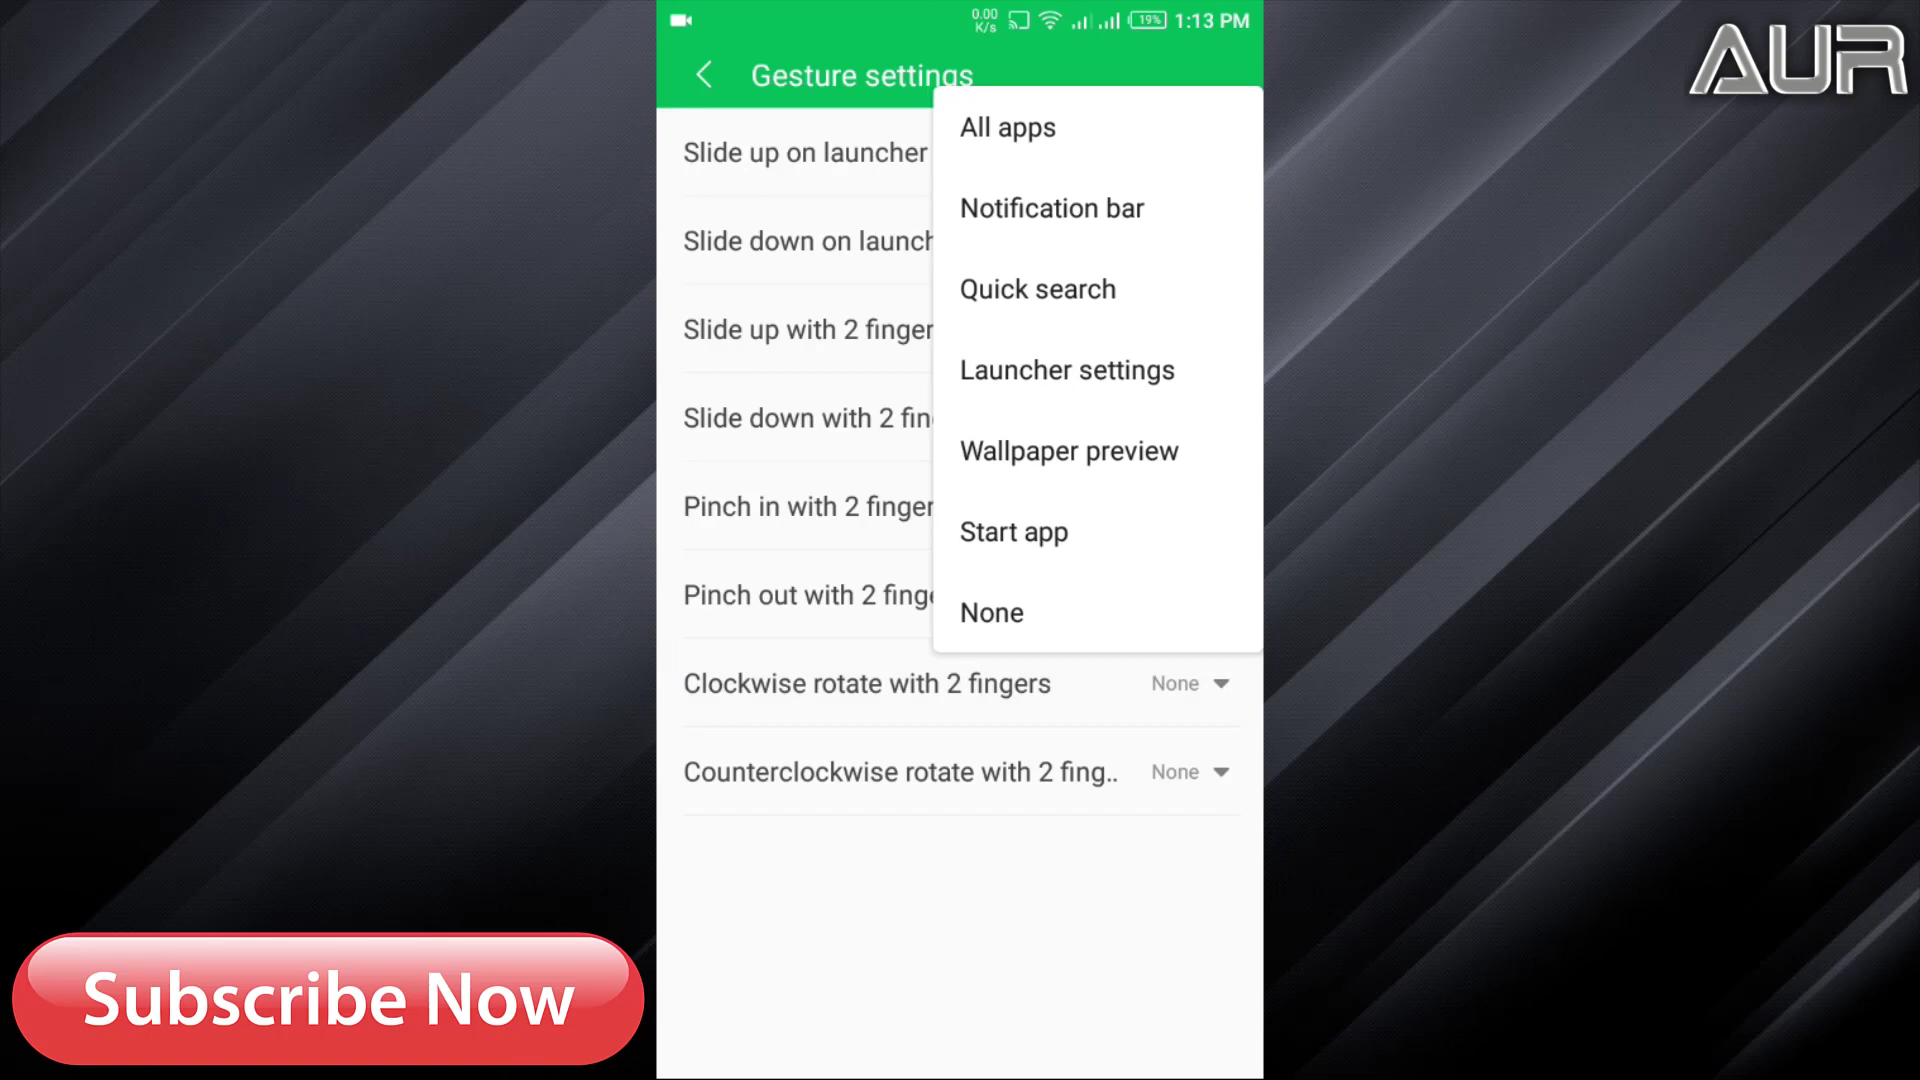 0.00
K/s
19%
1:13 PM
AUR
Gesture settings
All apps
Slide up on launcher
Notification bar
Slide down on launch
Quick search
Slide up with 2 finger
Launcher settings
Slide down with 2 fin
Wallpaper preview
Pinch in with 2 finger
Start app
Pinch out with 2 fing
None
Clockwise rotate with 2 fingers
None
Counterclockwise rotate with 2 fing..
None
Subscribe Now